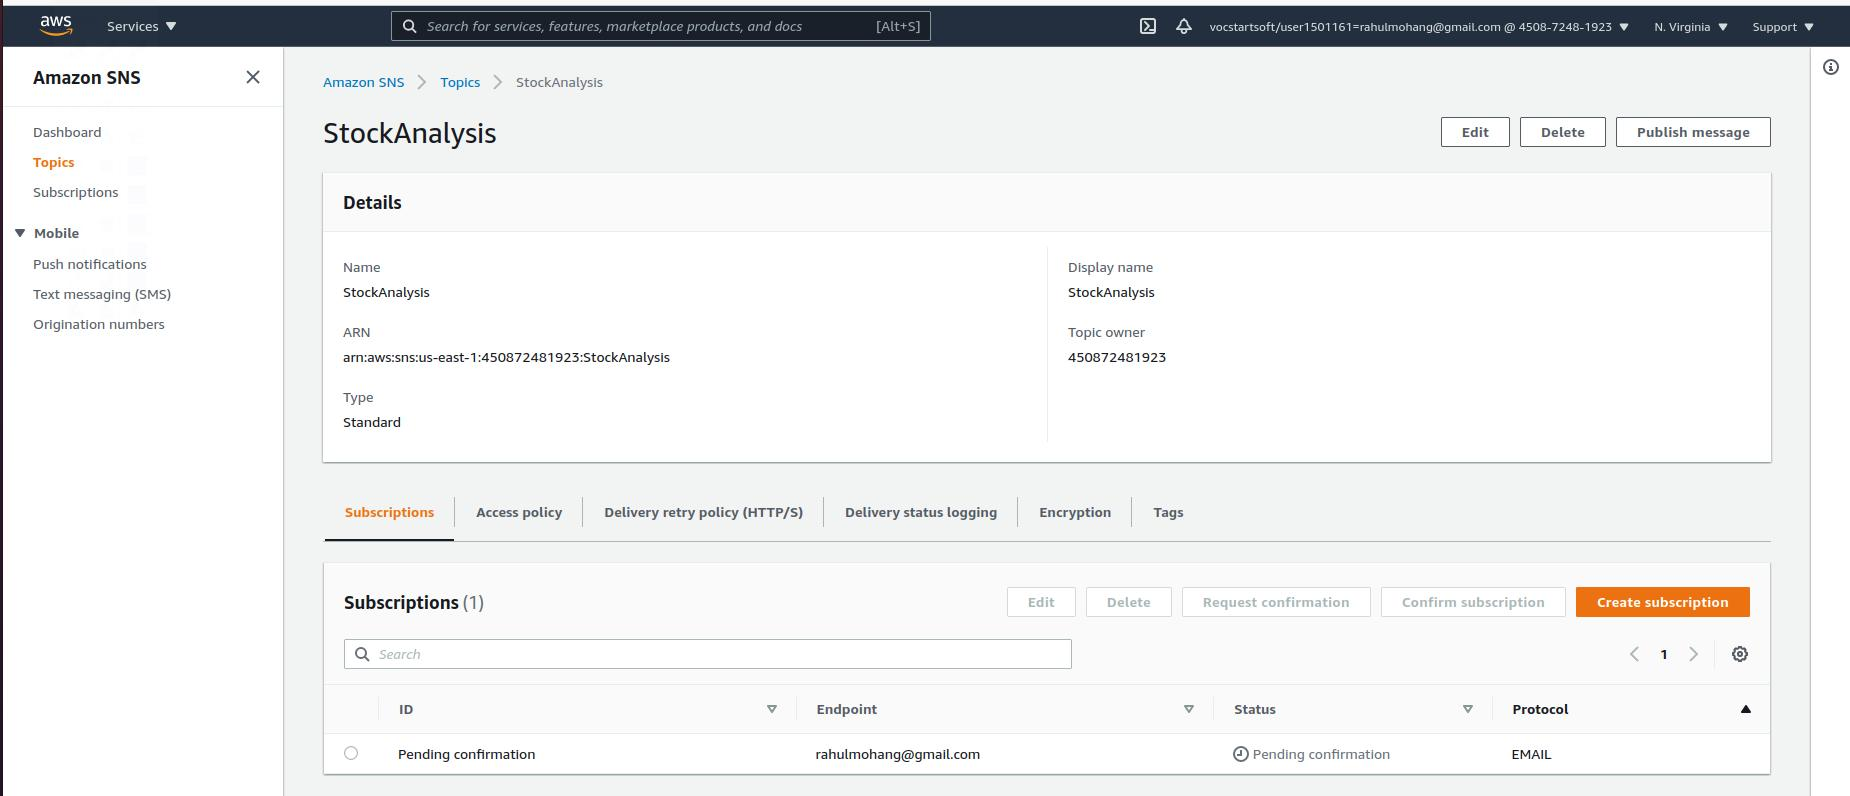 aws Services Search for services, features, marketplace products, and docs [Alt+S] vocstartsoft/user1501161=rahulmohang@gmail.com @ 4508-7248-1923 N. Virginia Support
Amazon SNS
Dashboard
Topics
Subscriptions
Mobile
Push notifications
Text messaging (SMS)
Origination numbers
Amazon SNS Topics StockAnalysis
StockAnalysis
Edit Delete Publish message
Details
Name
StockAnalysis
ARN
arn:aws:sns:us-east-1:450872481923:StockAnalysis
Type
Standard
Display name
StockAnalysis
Topic owner
450872481923
Subscriptions Access policy Delivery retry policy (HTTP/S) Delivery status logging Encryption Tags
Subscriptions (1)
Edit Delete Request confirmation Confirm subscription Create subscription
Search
1
ID Endpoint Status Protocol
Pending confirmation rahulmohang@gmail.com Pending confirmation EMAIL